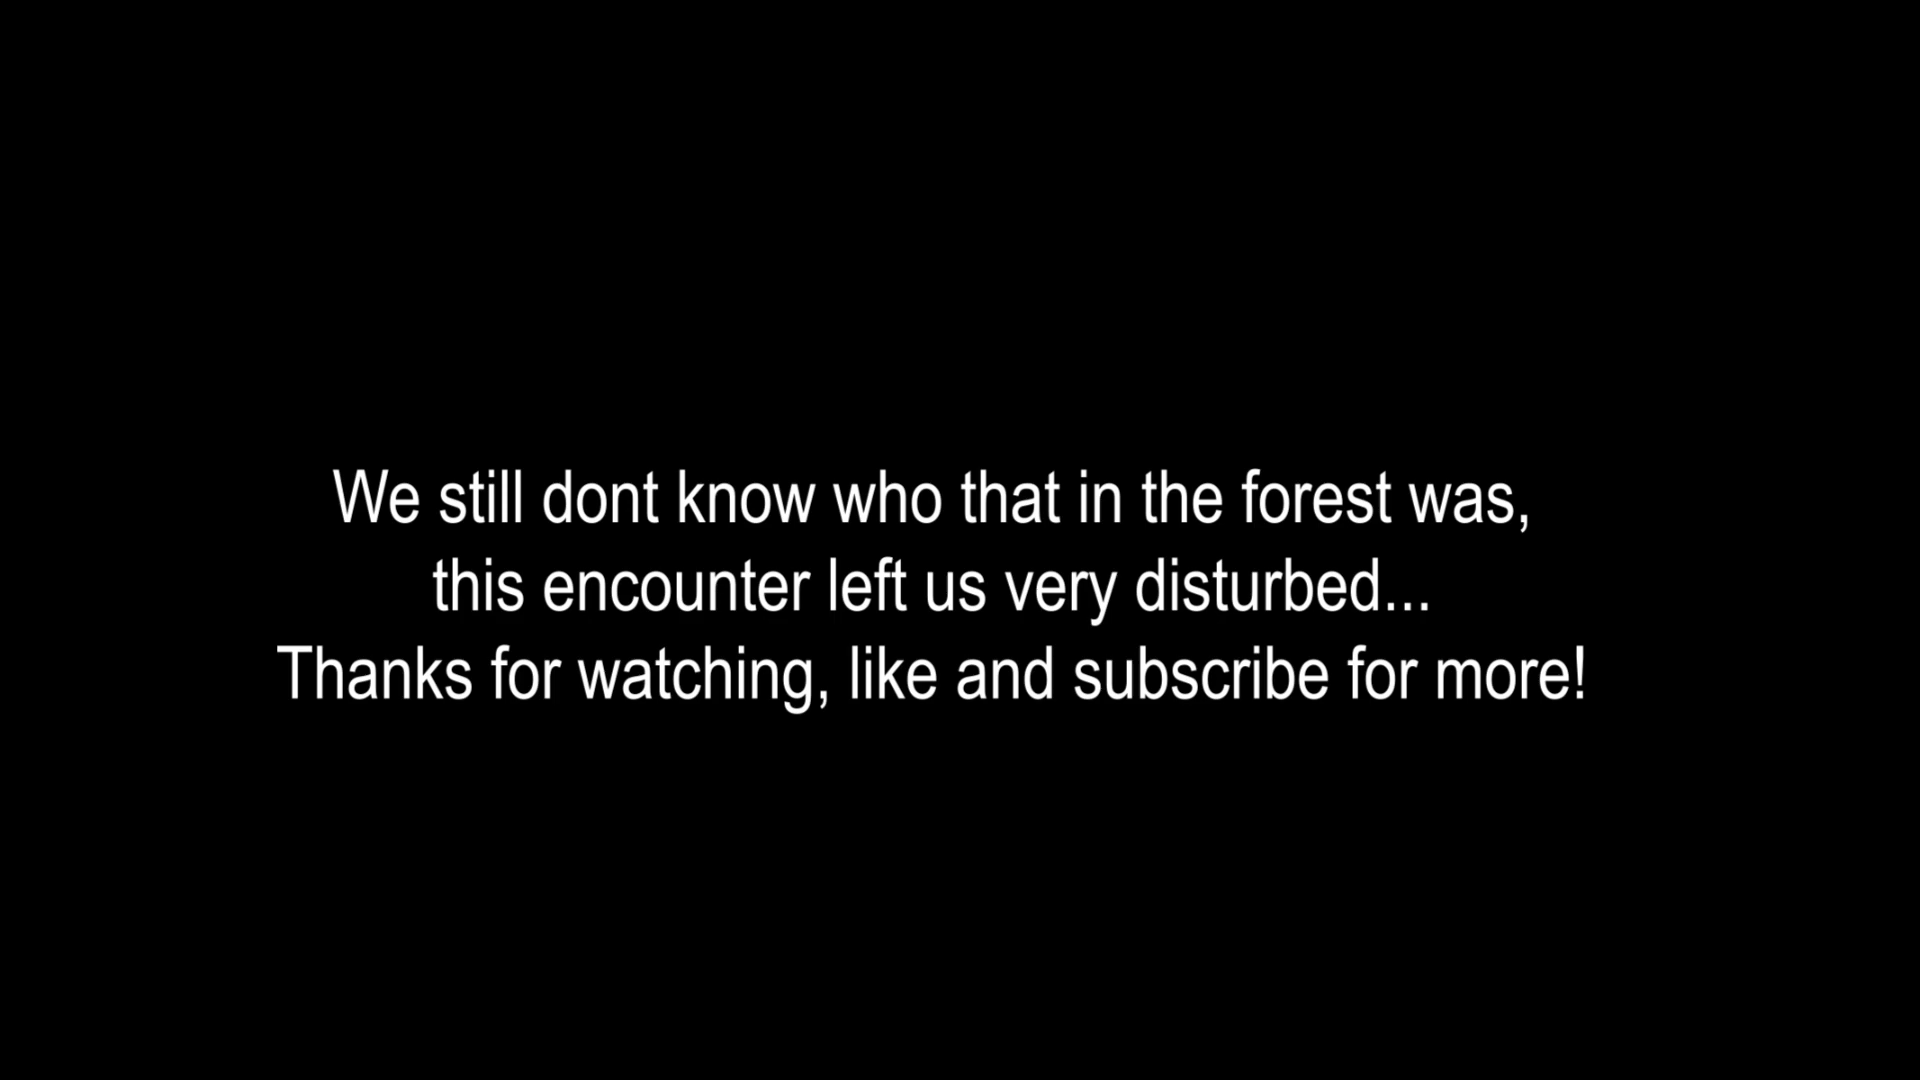 We still dont know who that in the forest was,
this encounter left us very disturbed...
Thanks for watching, like and subscribe for more!